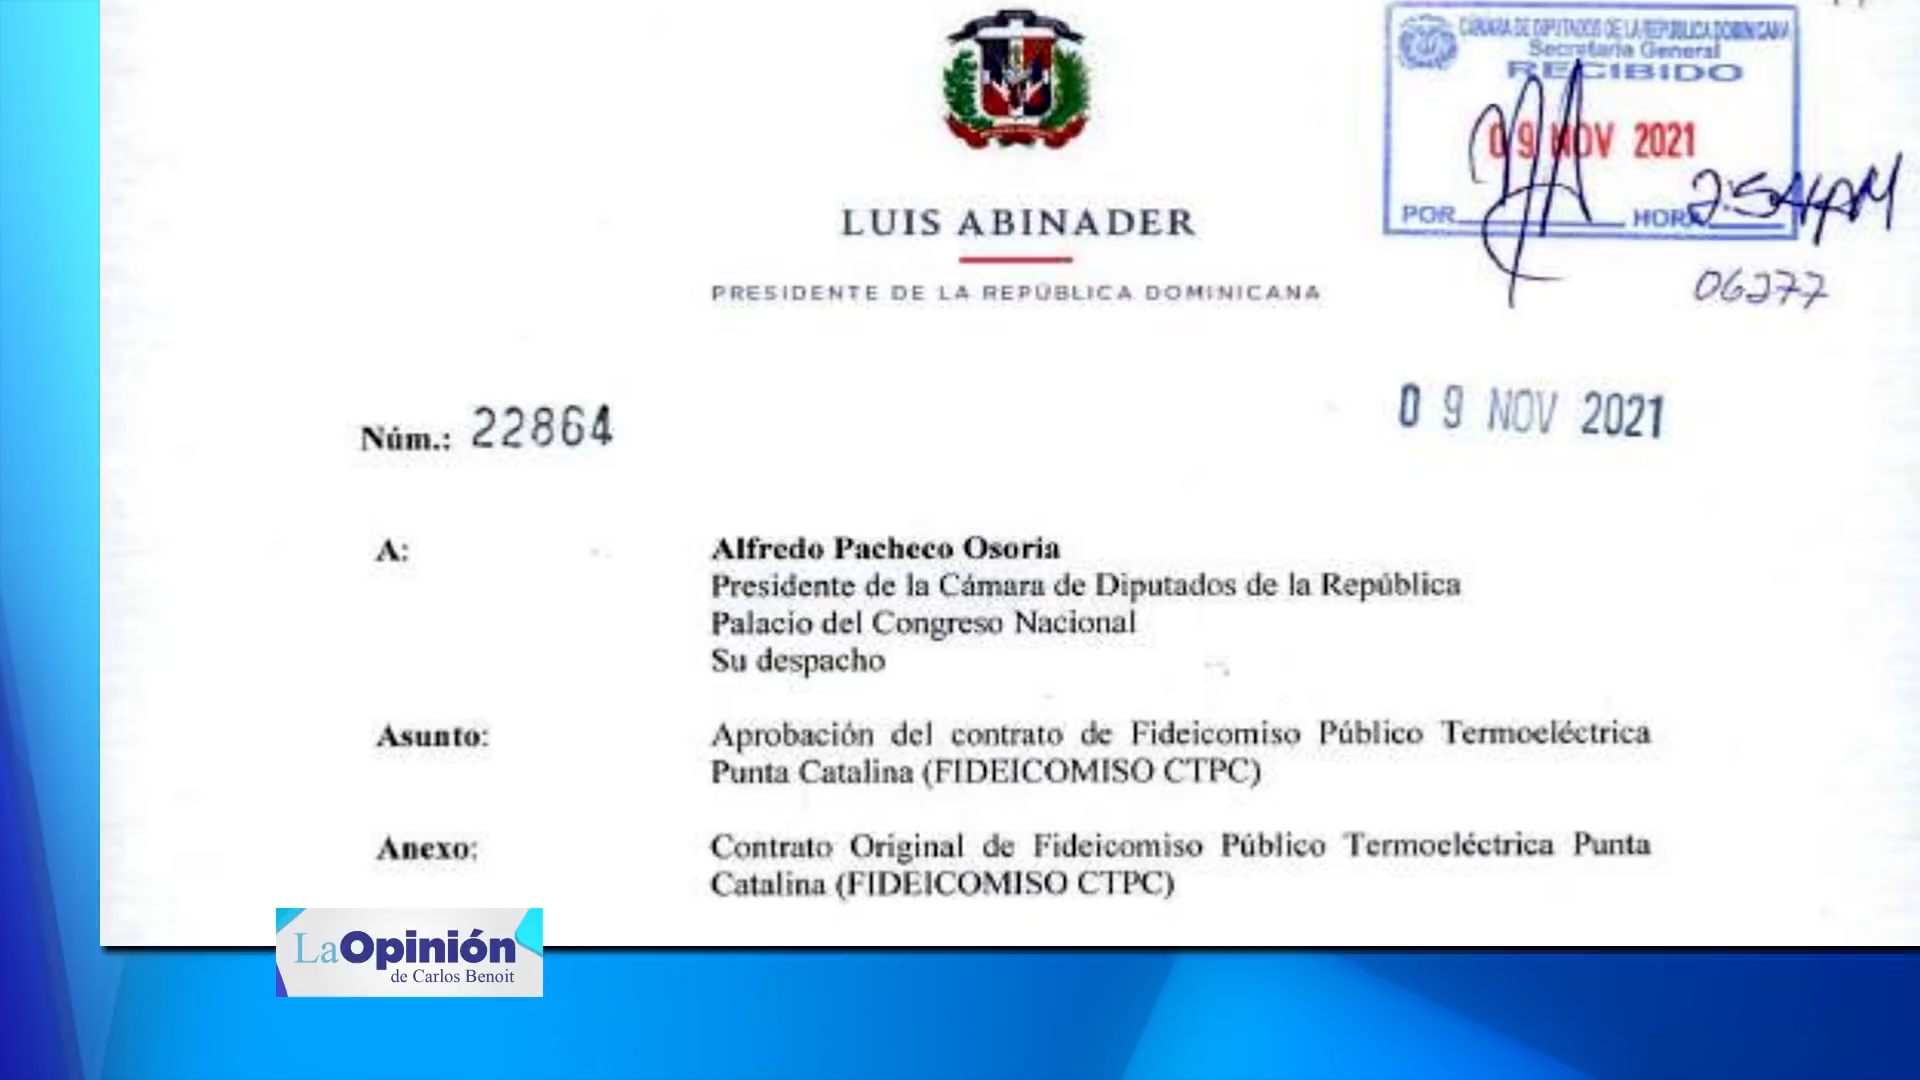 CÁMARA DE DIPUTADOS DE LA REPÚBLICA DOMINICANA
Secretaría General
RECIBIDO
09 NOV 2021
POR HORA 2:54 PM
06277
LUIS ABINADER
PRESIDENTE DE LA REPÚBLICA DOMINICANA
Núm.: 22864
09 NOV 2021
A: Alfredo Pacheco Osoria
Presidente de la Cámara de Diputados de la República
Palacio del Congreso Nacional
Su despacho
Asunto: Aprobación del contrato de Fideicomiso Público Termoeléctrica
Punta Catalina (FIDEICOMISO CTPC)
Anexo: Contrato Original de Fideicomiso Público Termoeléctrica Punta
Catalina (FIDEICOMISO CTPC)
LaOpinión
de Carlos Benoit